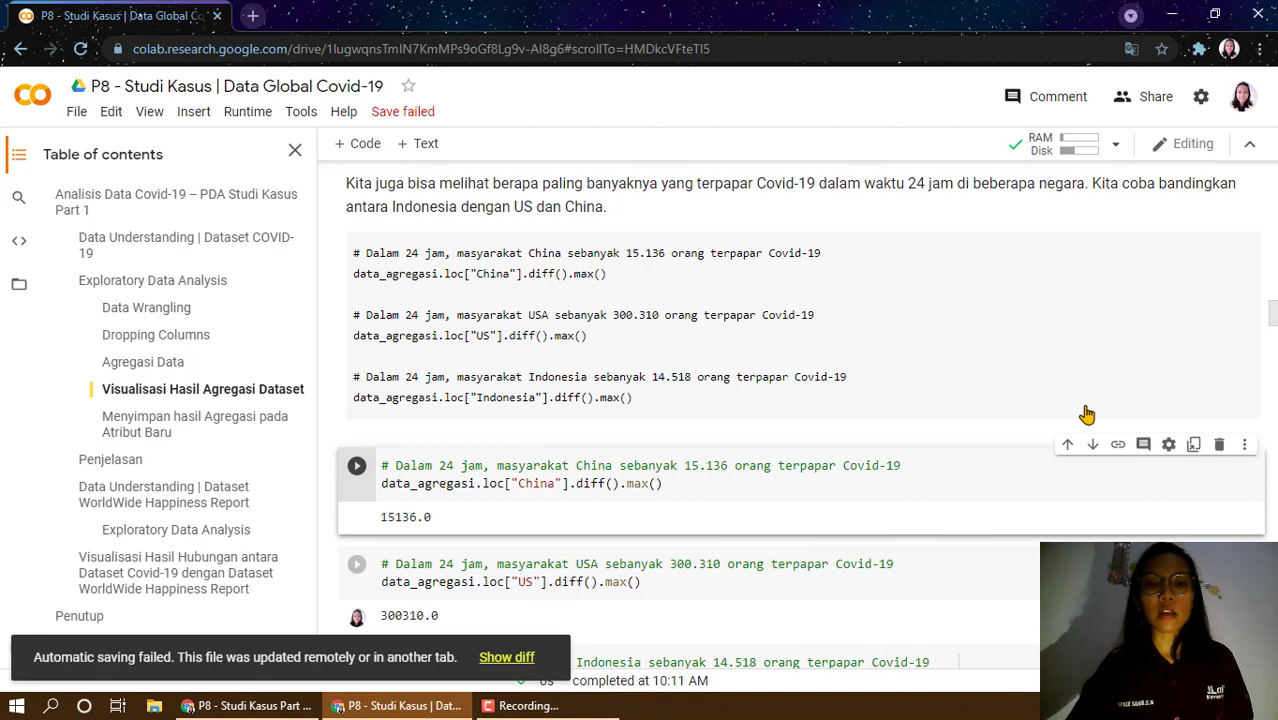 P8 - Studi Kasus | Data Global Co
colab.research.google.com/drive/1lugwqnsTmIN7KmMPs9oGf8Lg9v-AI8g6#scrollTo=HMDkcVFteTl5
P8 - Studi Kasus | Data Global Covid-19
File Edit View Insert Runtime Tools Help Save failed
Comment Share
Table of contents
+ Code + Text
RAM
Disk
Editing
Analisis Data Covid-19 – PDA Studi Kasus
Part 1
Data Understanding | Dataset COVID-
19
Exploratory Data Analysis
Data Wrangling
Dropping Columns
Agregasi Data
Visualisasi Hasil Agregasi Dataset
Menyimpan hasil Agregasi pada
Atribut Baru
Penjelasan
Data Understanding | Dataset
WorldWide Happiness Report
Exploratory Data Analysis
Visualisasi Hasil Hubungan antara
Dataset Covid-19 dengan Dataset
WorldWide Happiness Report
Penutup
Kita juga bisa melihat berapa paling banyaknya yang terpapar Covid-19 dalam waktu 24 jam di beberapa negara. Kita coba bandingkan
antara Indonesia dengan US dan China.
# Dalam 24 jam, masyarakat China sebanyak 15.136 orang terpapar Covid-19
data_agregasi.loc["China"].diff().max()
# Dalam 24 jam, masyarakat USA sebanyak 300.310 orang terpapar Covid-19
data_agregasi.loc["US"].diff().max()
# Dalam 24 jam, masyarakat Indonesia sebanyak 14.518 orang terpapar Covid-19
data_agregasi.loc["Indonesia"].diff().max()
# Dalam 24 jam, masyarakat China sebanyak 15.136 orang terpapar Covid-19
data_agregasi.loc["China"].diff().max()
15136.0
# Dalam 24 jam, masyarakat USA sebanyak 300.310 orang terpapar Covid-19
data_agregasi.loc["US"].diff().max()
300310.0
Indonesia sebanyak 14.518 orang terpapar Covid-19
Automatic saving failed. This file was updated remotely or in another tab. Show diff
0s completed at 10:11 AM
P8 - Studi Kasus Part ...
P8 - Studi Kasus | Dat...
Recording...